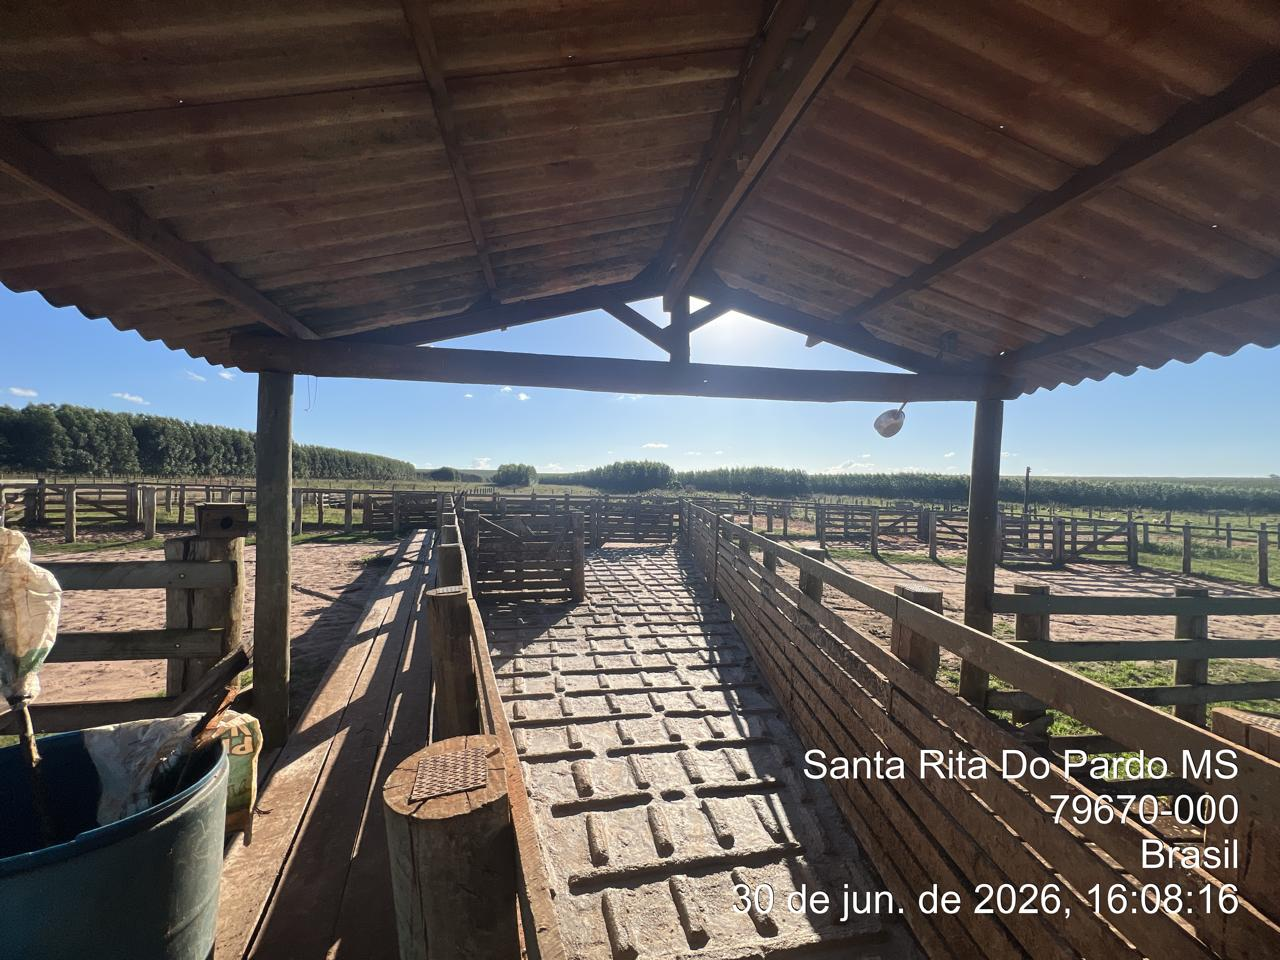 Santa Rita Do Pardo MS
79670-000
Brasil
30 de jun. de 2026, 16:08:16